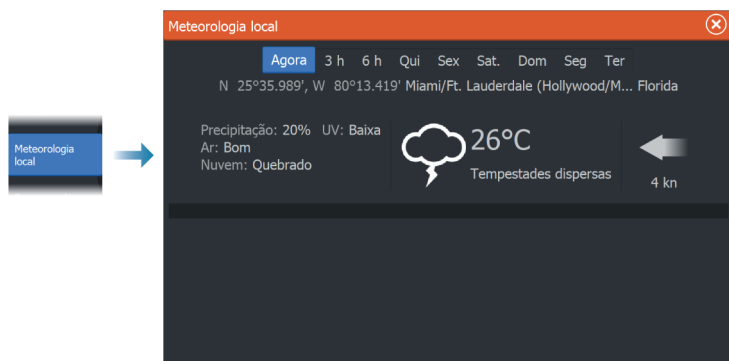 Meteorologia local
Agora 3 h 6 h Qui Sex Sat. Dom Seg Ter
N 25°35.989', W 80°13.419' Miami/Ft. Lauderdale (Hollywood/M... Florida
Precipitação: 20% UV: Baixa
Ar: Bom
Nuvem: Quebrado
26°C
Tempestades dispersas
4 kn
Meteorologia
local